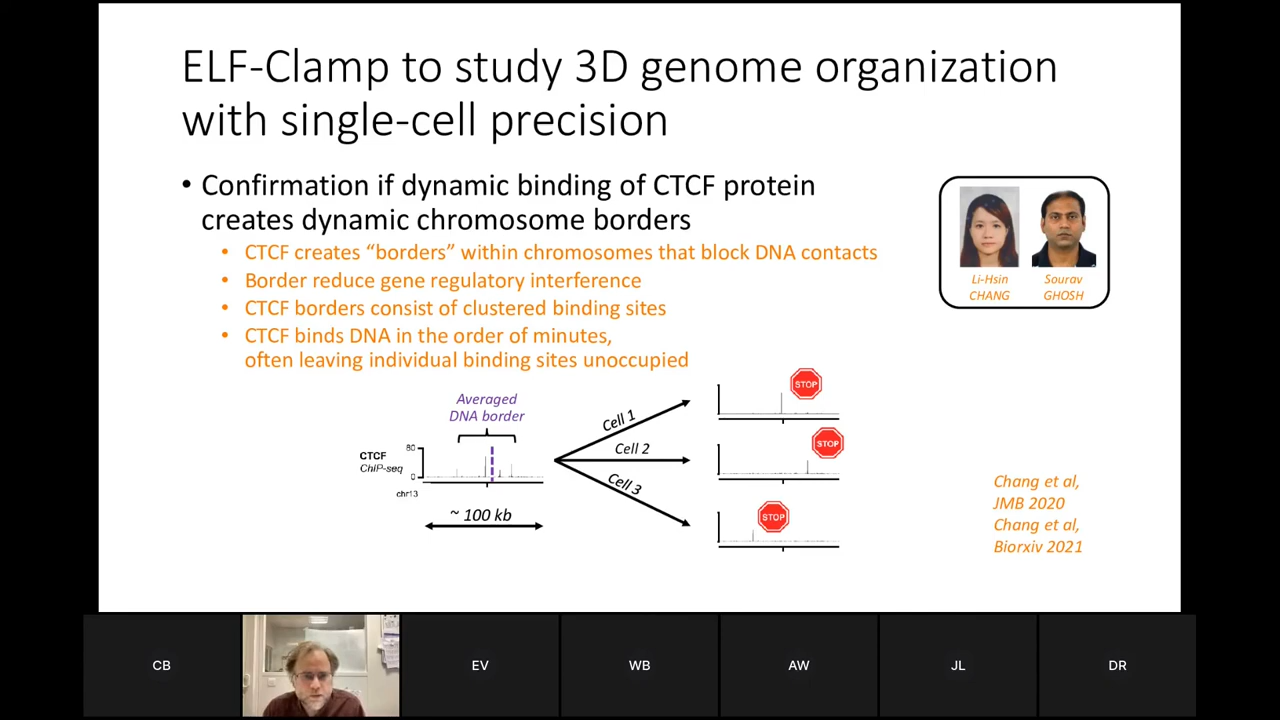 ELF-Clamp to study 3D genome organization
with single-cell precision
• Confirmation if dynamic binding of CTCF protein
creates dynamic chromosome borders
• CTCF creates “borders” within chromosomes that block DNA contacts
• Border reduce gene regulatory interference
• CTCF borders consist of clustered binding sites
• CTCF binds DNA in the order of minutes,
often leaving individual binding sites unoccupied
Li-Hsin
CHANG
Sourav
GHOSH
Averaged
DNA border
CTCF
ChIP-seq
80
0
chr13
~ 100 kb
Cell 1
Cell 2
Cell 3
STOP
STOP
STOP
Chang et al,
JMB 2020
Chang et al,
Biorxiv 2021
CB
EV
WB
AW
JL
DR